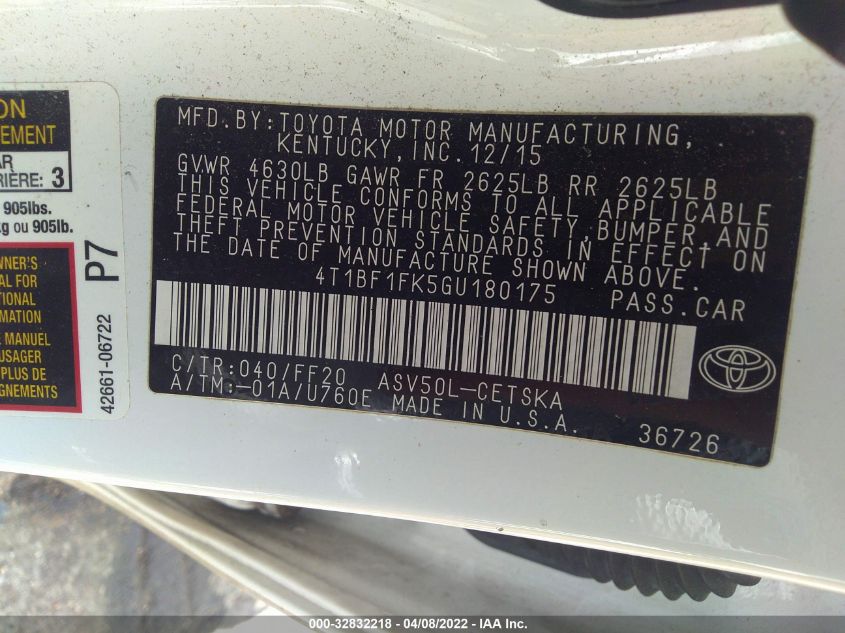 ON
EMENT
AR
RIÈRE: 3
905lbs.
kg ou 905lb.
WNER'S
AL FOR
TIONAL
RMATION
MANUEL
USAGER
PLUS DE
GNEMENTS
P7
42661-06722
MFD.BY:TOYOTA MOTOR MANUFACTURING,
KENTUCKY,INC.12/15
GVWR 4630LB GAWR FR 2625LB RR 2625LB
THIS VEHICLE CONFORMS TO ALL APPLICABLE
FEDERAL MOTOR VEHICLE SAFETY,BUMPER,AND
THEFT PREVENTION STANDARDS IN EFFECT ON
THE DATE OF MANUFACTURE SHOWN ABOVE.
4T1BF1FK5GU180175 PASS.CAR
C/TR:040/FF20 ASV50L-CETSKA
A/TM:-01A/U760E MADE IN U.S.A.
36726
000-32832218 - 04/08/2022 - IAA Inc.